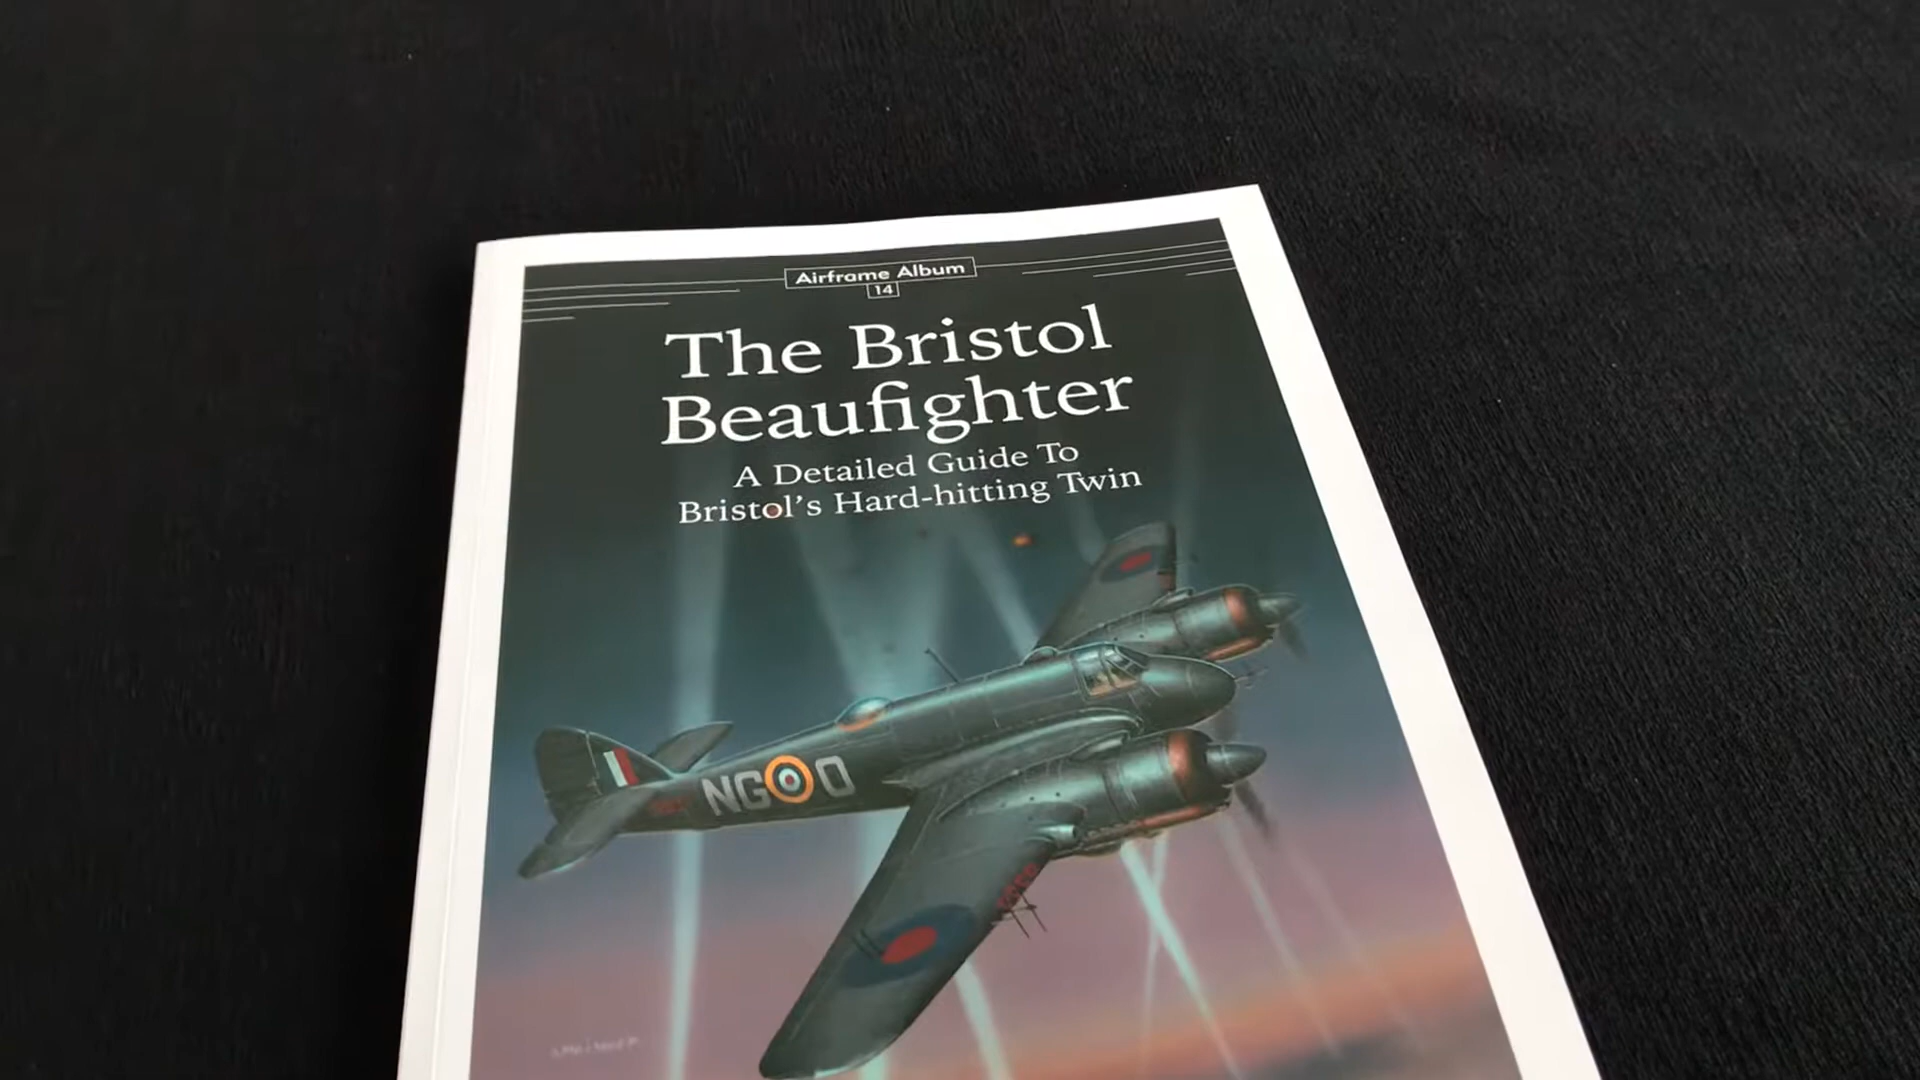 Airframe Album
14
The Bristol
Beaufighter
A Detailed Guide To
Bristol's Hard-hitting Twin
NG O